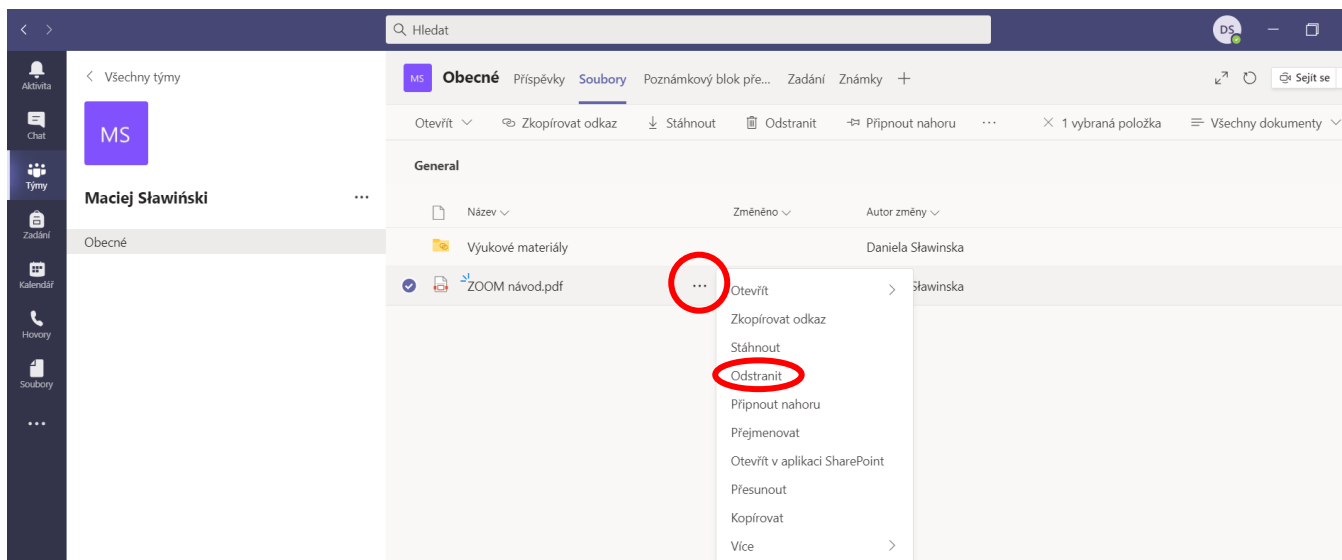 Hledat
DS
Aktivita
Chat
Týmy
Zadání
Kalendář
Hovory
Soubory
Všechny týmy
MS
Maciej Sławiński
Obecné
MS Obecné Příspěvky Soubory Poznámkový blok pře... Zadání Známky Sejít se
Otevřít Zkopírovat odkaz Stáhnout Odstranit Připnout nahoru ... 1 vybraná položka Všechny dokumenty
General
Název Změněno Autor změny
Výukové materiály Daniela Sławinska
ZOOM návod.pdf Sławinska
Otevřít
Zkopírovat odkaz
Stáhnout
Odstranit
Připnout nahoru
Přejmenovat
Otevřít v aplikaci SharePoint
Přesunout
Kopírovat
Více